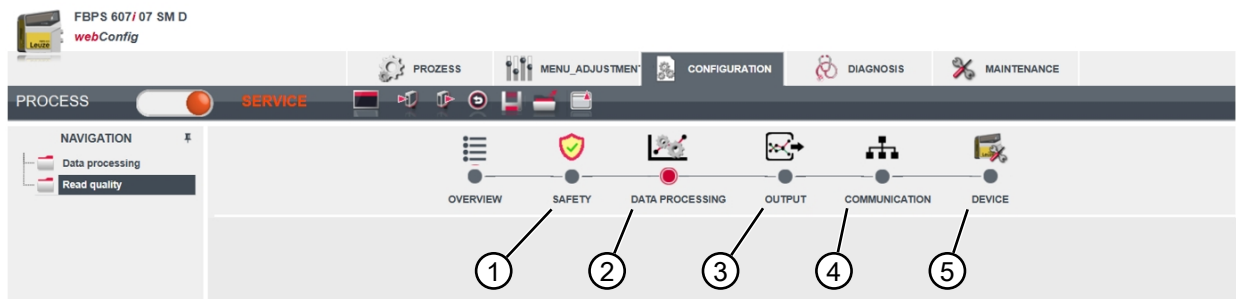 FBPS 607i 07 SM D
webConfig
Leuze
PROZESS
MENU_ADJUSTMEN
CONFIGURATION
DIAGNOSIS
MAINTENANCE
PROCESS
SERVICE
NAVIGATION
Data processing
Read quality
OVERVIEW
SAFETY
DATA PROCESSING
OUTPUT
COMMUNICATION
DEVICE
1
2
3
4
5